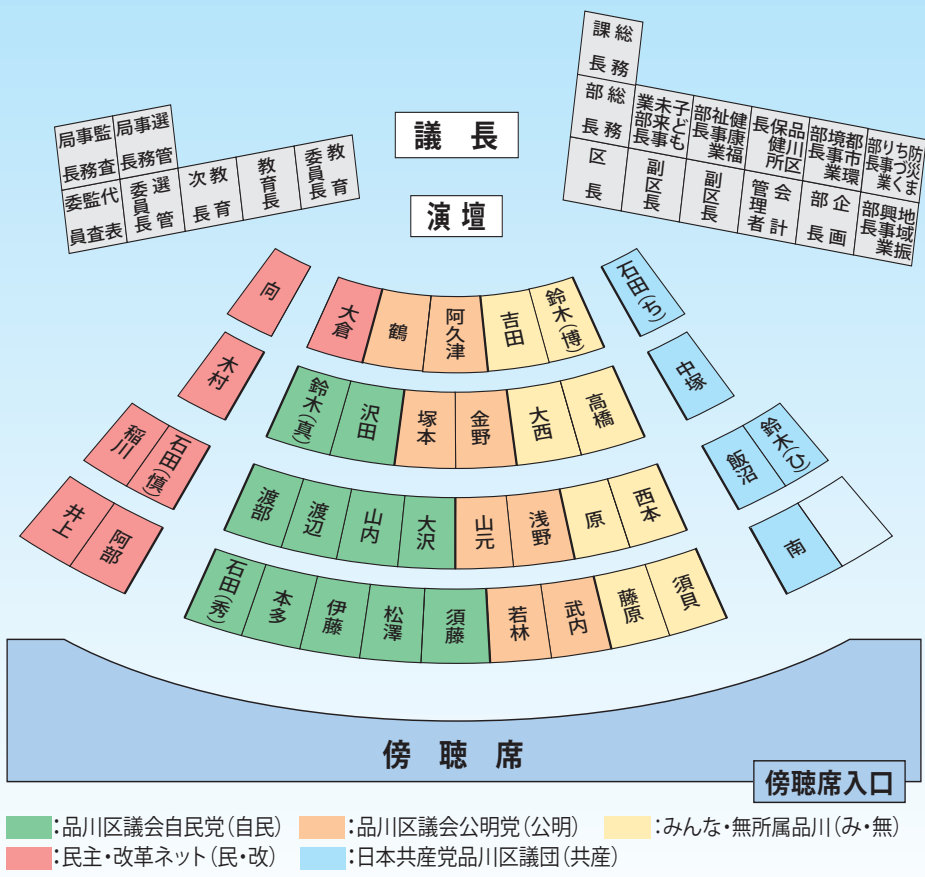 議長
演壇
監査事務局長
選管事務局長
代表監査委員
選管委員長
教育次長
教育長
教育委員長
総務課長
総務部長
子ども未来事業部長
健康福祉事業部長
品川区保健所長
都市環境事業部長
防災まちづくり事業部長
区長
副区長
副区長
会計管理者
企画部長
地域振興事業部長
向
木村
稲川
石田(慎)
井上
阿部
大倉
鶴
阿久津
吉田
鈴木(博)
鈴木(真)
沢田
塚本
金野
大西
高橋
渡部
渡辺
山内
大沢
山元
浅野
原
西本
石田(秀)
本多
伊藤
松澤
須藤
若林
武内
藤原
須貝
石田(ち)
中塚
飯沼
鈴木(ひ)
南
傍聴席
傍聴席入口
:品川区議会自民党(自民)
:品川区議会公明党(公明)
:みんな・無所属品川(み・無)
:民主・改革ネット(民・改)
:日本共産党品川区議団(共産)